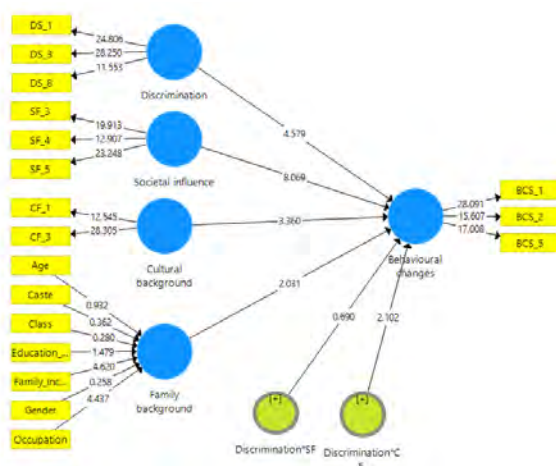 DS_1
24.806
DS_3
28.250
DS_8
11.553
Discrimination
SF_3
19.913
SF_4
12.907
SF_5
23.248
Societal influence
CF_1
12.545
CF_3
28.305
Cultural
background
Age
0.932
Caste
0.362
Class
0.280
Education_...
1.479
Family_inc...
4.620
Gender
0.258
Occupation
4.437
Family
background
4.579
8.069
3.360
2.031
0.690
2.102
Behavioural
changes
28.091
BCS_1
15.607
BCS_2
17.008
[+]
Discrimination*SF
[+]
Discrimination*C